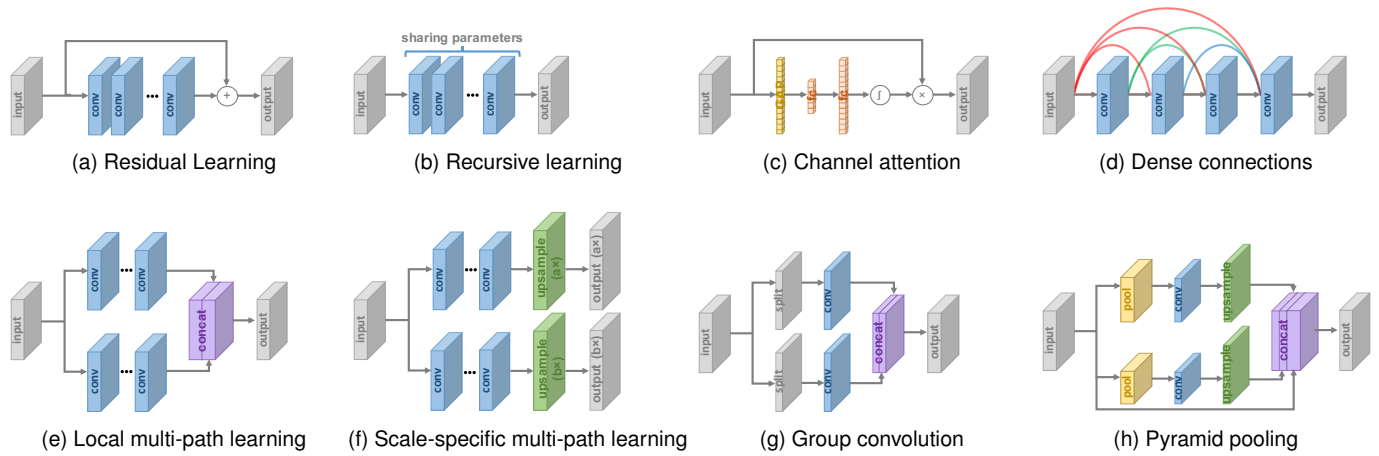 input
conv
conv
...
conv
+
output
(a) Residual Learning
sharing parameters
input
conv
conv
...
conv
output
(b) Recursive learning
input
GAP
fc
fc
∫
×
output
(c) Channel attention
input
conv
conv
conv
conv
output
(d) Dense connections
input
conv
...
conv
conv
...
conv
concat
output
(e) Local multi-path learning
input
conv
...
conv
upsample
(a×)
output (a×)
conv
...
conv
upsample
(b×)
output (b×)
(f) Scale-specific multi-path learning
input
split
conv
split
conv
concat
output
(g) Group convolution
input
pool
conv
upsample
pool
conv
upsample
concat
output
(h) Pyramid pooling